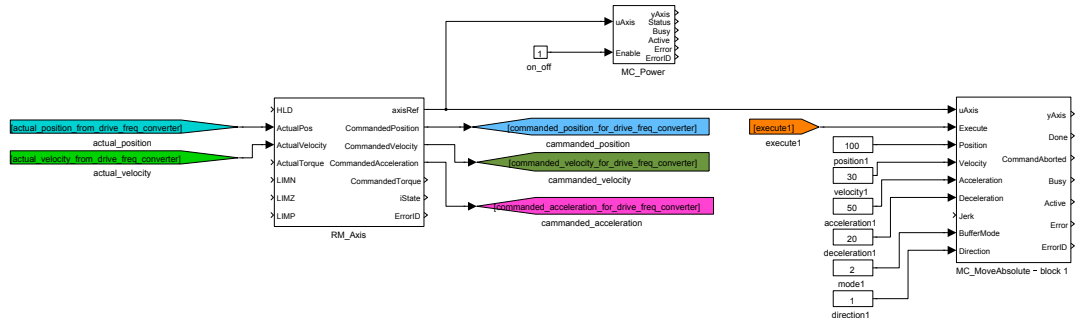 uAxis
yAxis
Status
Busy
Active
Error
ErrorID
Enable
MC_Power
1
on_off
HLD
ActualPos
ActualVelocity
ActualTorque
LIMN
LIMZ
LIMP
axisRef
CommandedPosition
CommandedVelocity
CommandedAcceleration
CommandedTorque
iState
ErrorID
RM_Axis
[actual_position_from_drive_freq_converter]
actual_position
[actual_velocity_from_drive_freq_converter]
actual_velocity
[commanded_position_for_drive_freq_converter]
cammanded_position
[commanded_velocity_for_drive_freq_converter]
cammanded_velocity
[commanded_acceleration_for_drive_freq_converter]
cammanded_acceleration
[execute1]
execute1
100
position1
30
velocity1
50
acceleration1
20
deceleration1
2
mode1
1
direction1
uAxis
Execute
Position
Velocity
Acceleration
Deceleration
Jerk
BufferMode
Direction
yAxis
Done
CommandAborted
Busy
Active
Error
ErrorID
MC_MoveAbsolute − block 1